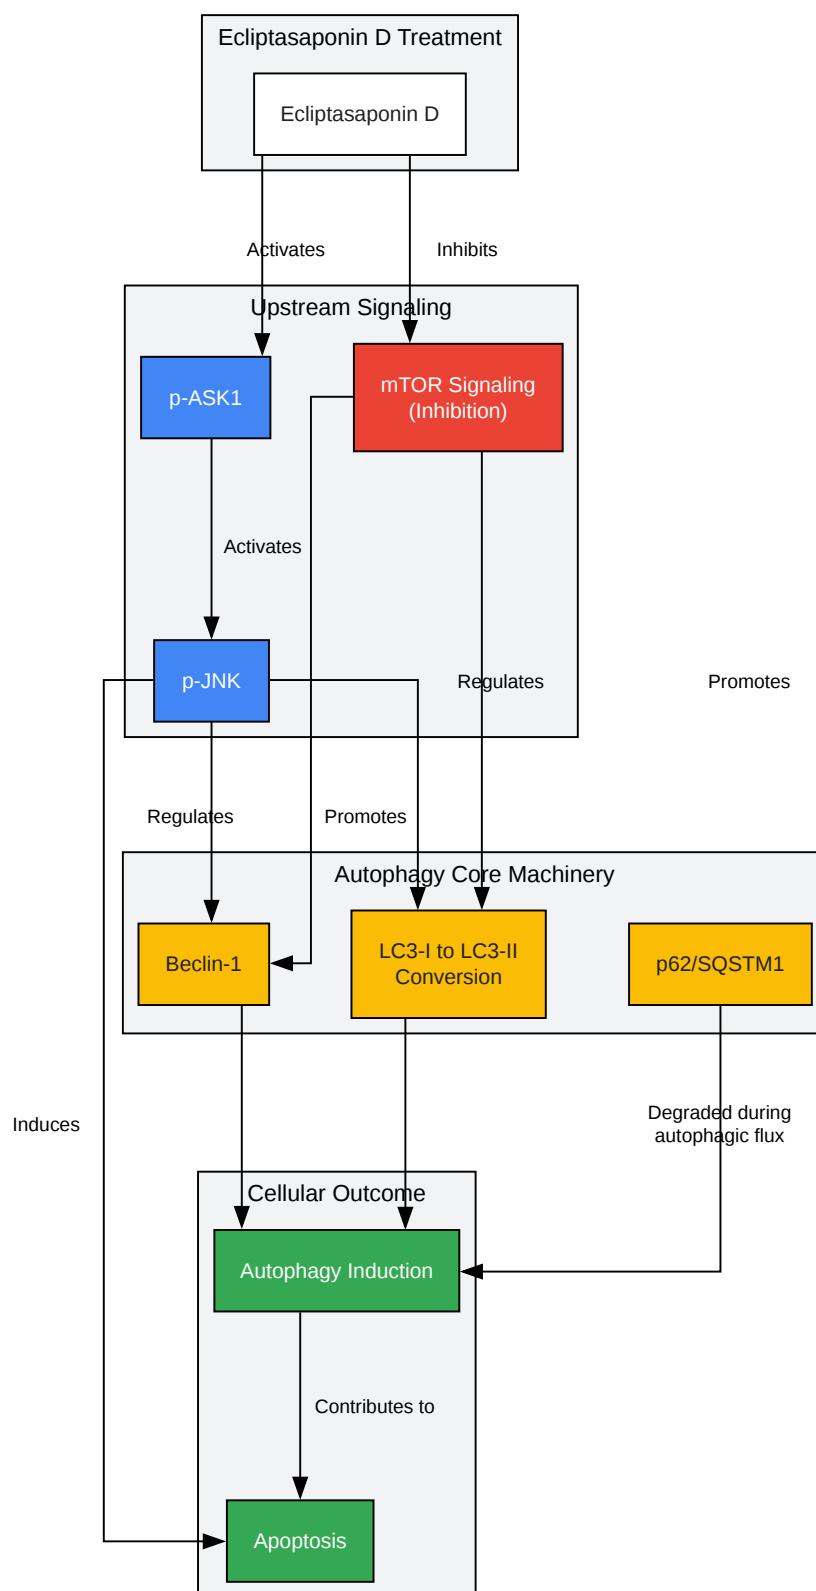 Ecliptasaponin D Treatment
Ecliptasaponin D
Activates
Inhibits
Upstream Signaling
p-ASK1
mTOR Signaling
(Inhibition)
Activates
p-JNK
Regulates
Promotes
Regulates
Promotes
Autophagy Core Machinery
Beclin-1
LC3-I to LC3-II
Conversion
p62/SQSTM1
Induces
Degraded during
autophagic flux
Cellular Outcome
Autophagy Induction
Contributes to
Apoptosis